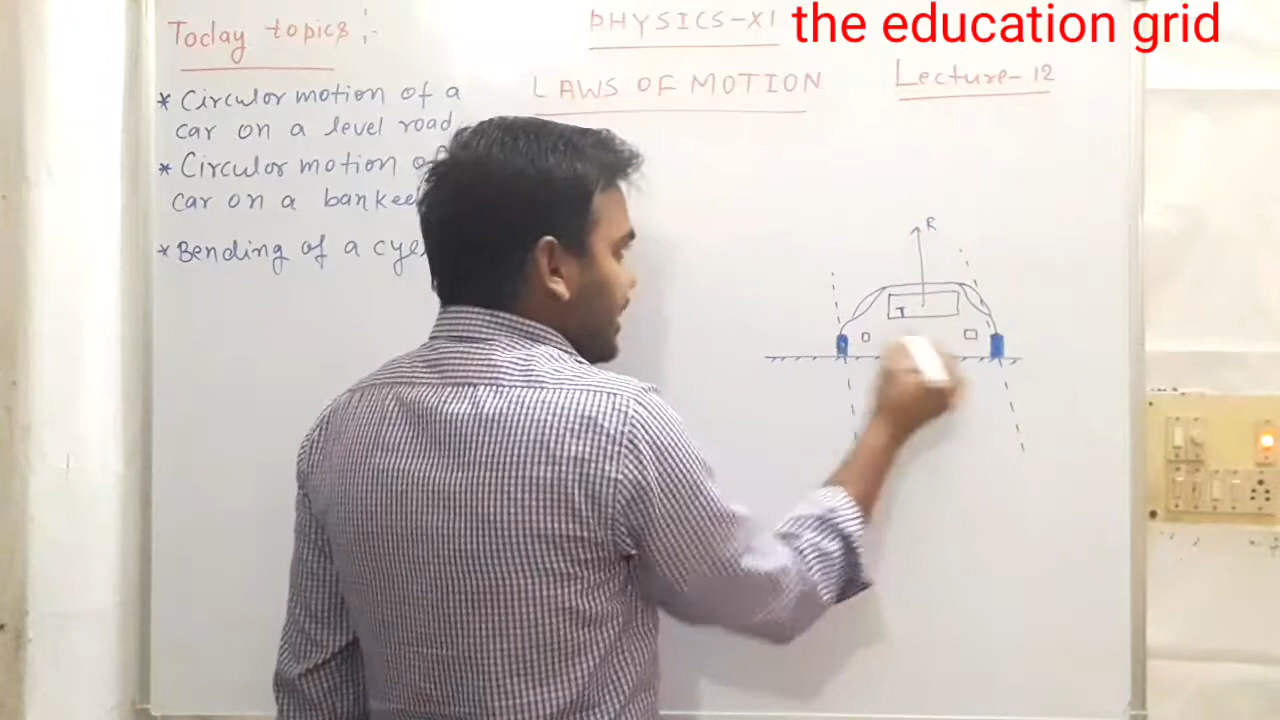 the education grid
PHYSICS-XI
Today topics :-
LAWS OF MOTION
Lecture-12
* Circular motion of a
car on a level road
* Circular motion of
car on a
* Bending of a
R